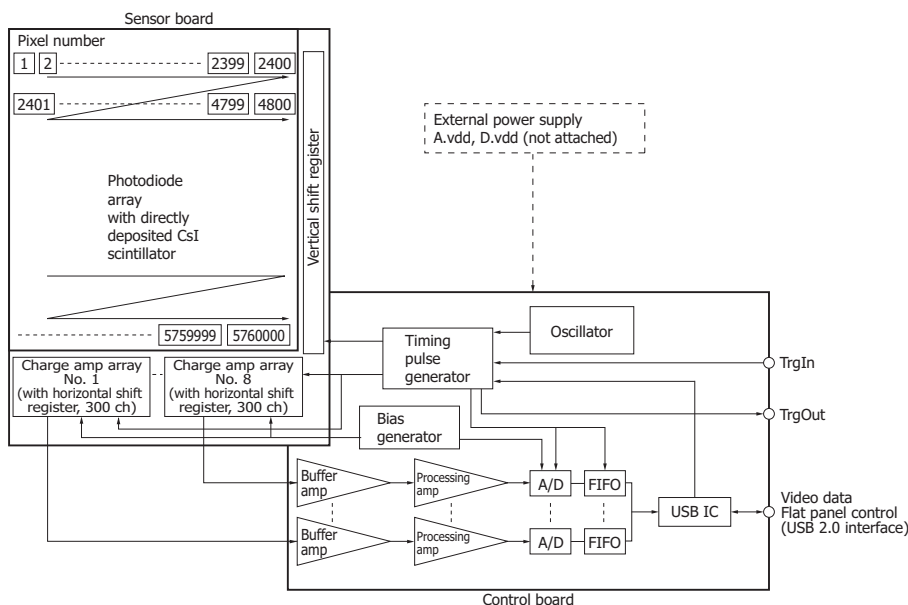 Sensor board
Pixel number
1 2 2399 2400
2401 4799 4800
Photodiode
array
with directly
deposited CsI
scintillator
5759999 5760000
Vertical shift register
External power supply
A.vdd, D.vdd (not attached)
Charge amp array
No. 1
(with horizontal shift
register, 300 ch)
Charge amp array
No. 8
(with horizontal shift
register, 300 ch)
Timing
pulse
generator
Oscillator
Bias
generator
TrgIn
TrgOut
Buffer
amp
Processing
amp
A/D
FIFO
USB IC
Video data
Flat panel control
(USB 2.0 interface)
Buffer
amp
Processing
amp
A/D
FIFO
Control board